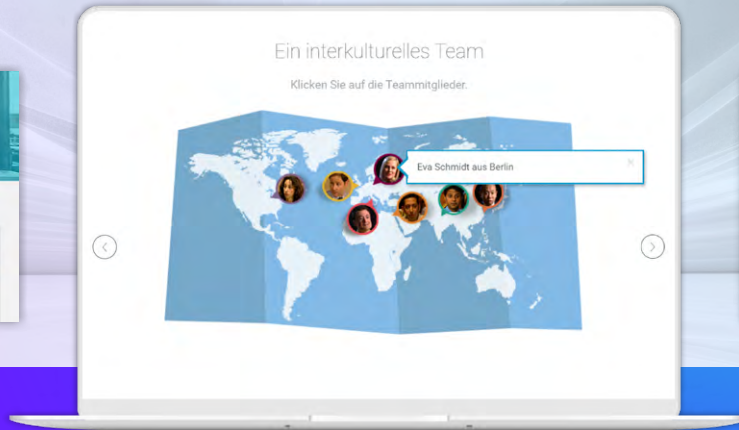 Ein interkulturelles Team
Klicken Sie auf die Teammitglieder.
Eva Schmidt aus Berlin